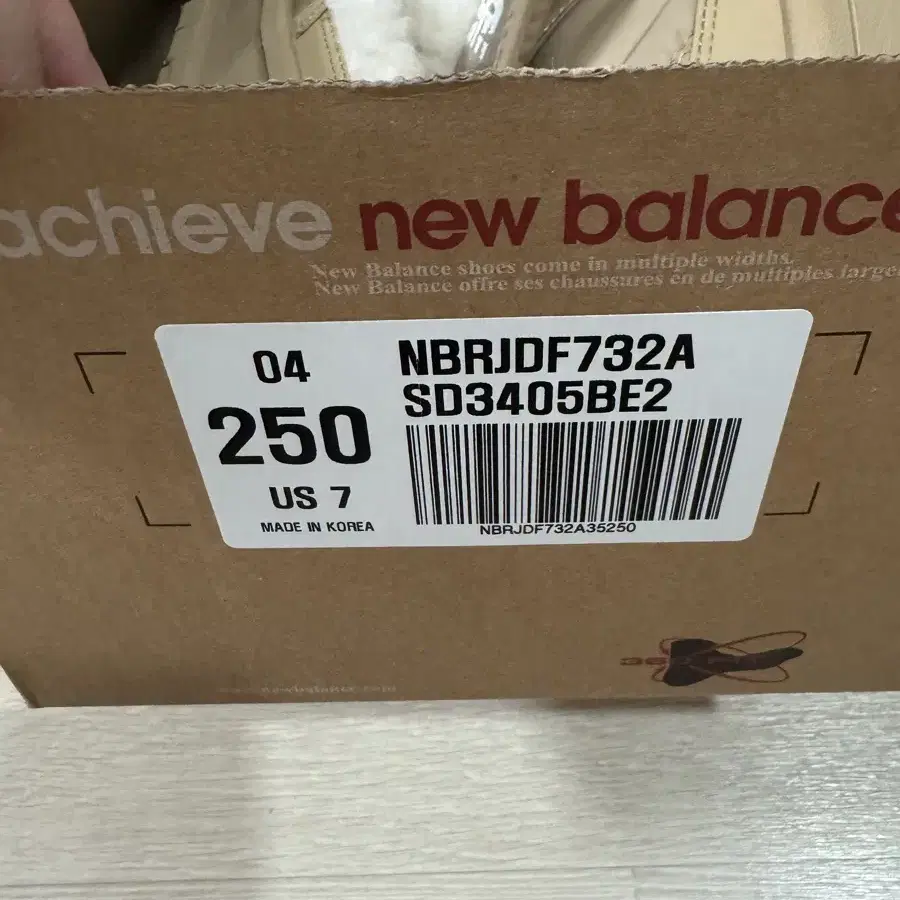 achieve new balance
New Balance shoes come in multiple widths.
New Balance offre ses chaussures en de multiples large
04
250
US 7
MADE IN KOREA
NBRJDF732A
SD3405BE2
NBRJDF732A35250